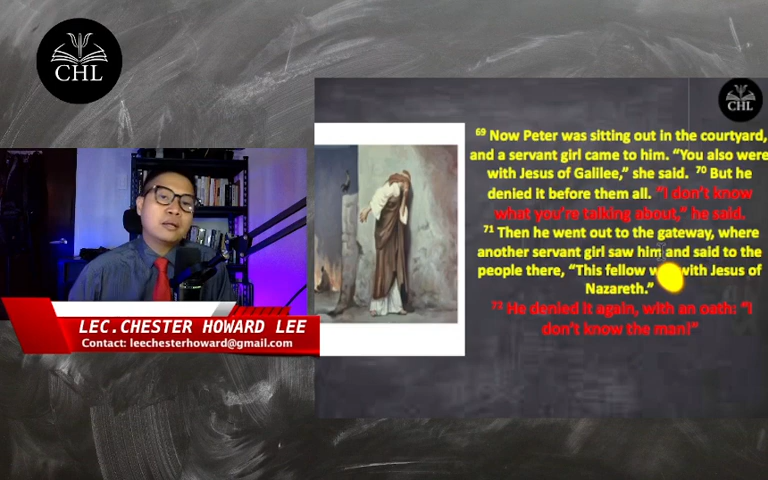 CHL
CHL
⁶⁹ Now Peter was sitting out in the courtyard,
and a servant girl came to him. “You also were
with Jesus of Galilee,” she said. ⁷⁰ But he
denied it before them all. “I don’t know
what you’re talking about,” he said.
⁷¹ Then he went out to the gateway, where
another servant girl saw him and said to the
people there, “This fellow with Jesus of
Nazareth.”
⁷² He denied it again, with an oath: “I
don’t know the man!”
LEC.CHESTER HOWARD LEE
Contact: leechesterhoward@gmail.com